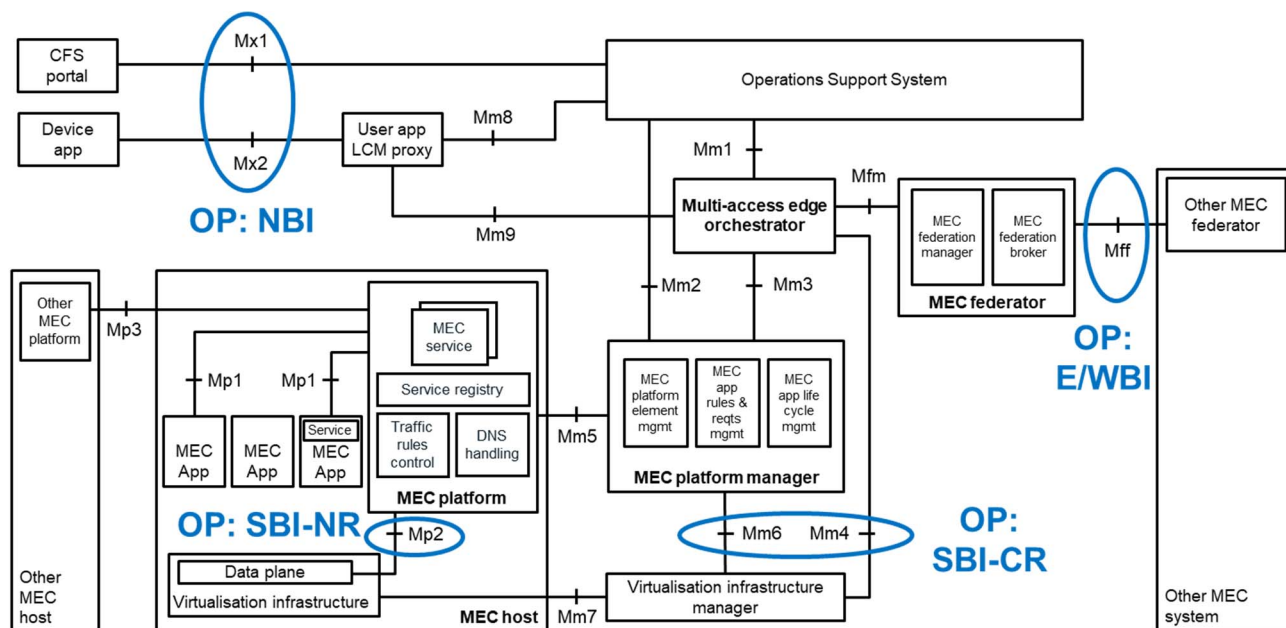 CFS
portal
Mx1
Operations Support System
Device
app
Mx2
User app
LCM proxy
Mm8
Mm1
OP: NBI
Mm9
Multi-access edge
orchestrator
Mfm
MEC
federation
manager
MEC
federation
broker
MEC federator
Mff
Other MEC
federator
OP:
E/WBI
Other
MEC
platform
Mp3
MEC
service
Mm2
Mm3
Mp1
Mp1
Service registry
Traffic
rules
control
DNS
handling
MEC platform
MEC
App
MEC
App
Service
MEC
App
Mm5
MEC
platform
element
mgmt
MEC
app
rules &
reqts
mgmt
MEC
app life
cycle
mgmt
MEC platform manager
OP: SBI-NR
Mp2
Mm6
Mm4
OP:
SBI-CR
Data plane
Virtualisation infrastructure
MEC host
Mm7
Virtualisation infrastructure
manager
Other
MEC
host
Other MEC
system